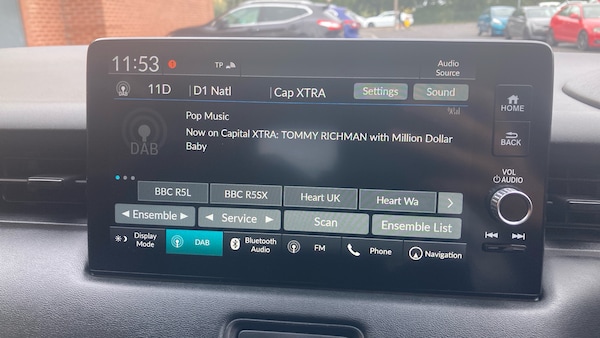 11:53
TP
Audio
Source
DAB
11D
D1 Natl
Cap XTRA
Settings
Sound
HOME
BACK
Pop Music
Now on Capital XTRA: TOMMY RICHMAN with Million Dollar
Baby
DAB
VOL
AUDIO
BBC R5L
BBC R5SX
Heart UK
Heart Wa
Ensemble
Service
Scan
Ensemble List
Display
Mode
DAB
Bluetooth
Audio
FM
Phone
Navigation